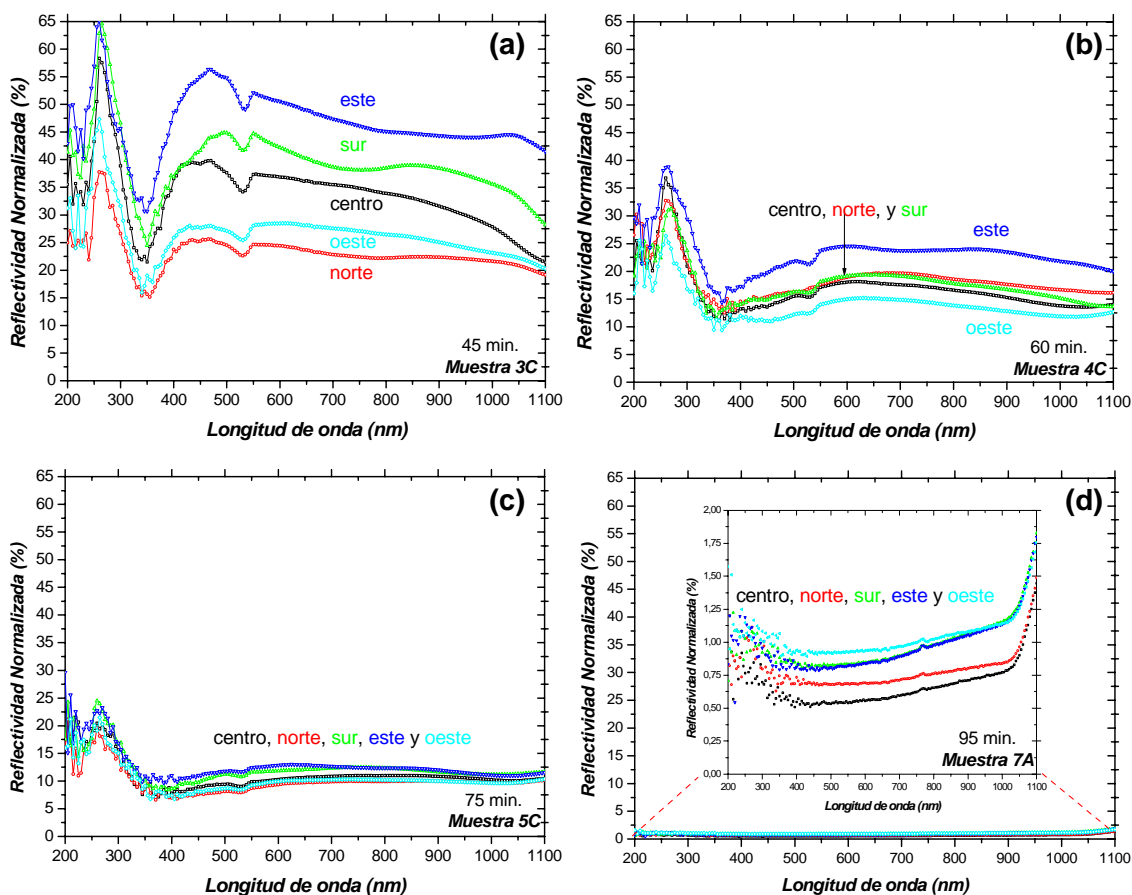 (a)
Reflectividad Normalizada (%)
65
60
55
50
45
40
35
30
25
20
15
10
5
0
este
sur
centro
oeste
norte
45 min.
Muestra 3C
200 300 400 500 600 700 800 900 1000 1100
Longitud de onda (nm)
(b)
Reflectividad Normalizada (%)
65
60
55
50
45
40
35
30
25
20
15
10
5
0
centro, norte, y sur
este
oeste
60 min.
Muestra 4C
200 300 400 500 600 700 800 900 1000 1100
Longitud de onda (nm)
(c)
Reflectividad Normalizada (%)
65
60
55
50
45
40
35
30
25
20
15
10
5
0
centro, norte, sur, este y oeste
75 min.
Muestra 5C
200 300 400 500 600 700 800 900 1000 1100
Longitud de onda (nm)
(d)
Reflectividad Normalizada (%)
65
60
55
50
45
40
35
30
25
20
15
10
5
0
Reflectividad Normalizada (%)
2,00
1,75
1,50
1,25
1,00
0,75
0,50
0,25
0,00
centro, norte, sur, este y oeste
95 min.
Muestra 7A
200 300 400 500 600 700 800 900 1000 1100
Longitud de onda (nm)
200 300 400 500 600 700 800 900 1000 1100
Longitud de onda (nm)